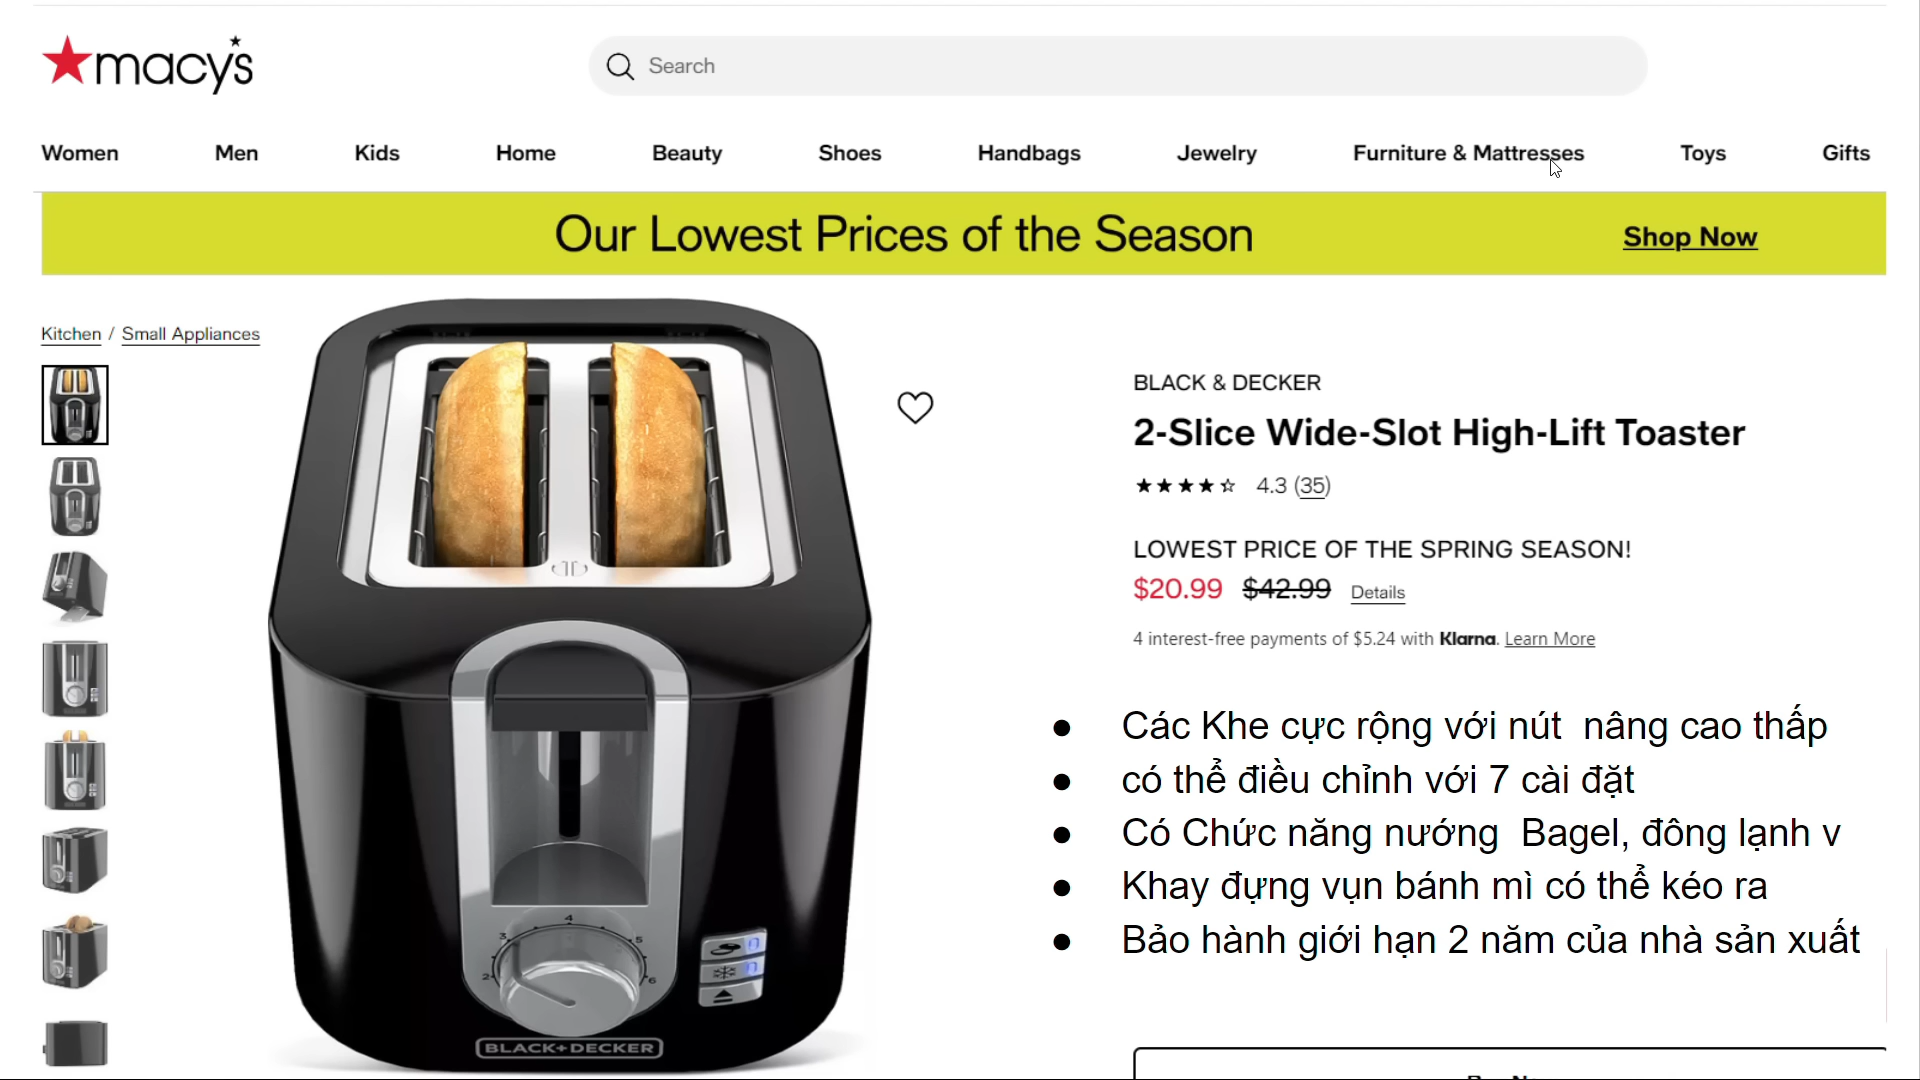 macy's
Search
Women Men Kids Home Beauty Shoes Handbags Jewelry Furniture & Mattresses Toys Gifts
Our Lowest Prices of the Season Shop Now
Kitchen / Small Appliances
BLACK & DECKER
2-Slice Wide-Slot High-Lift Toaster
4.3 (35)
LOWEST PRICE OF THE SPRING SEASON!
$20.99 $42.99 Details
4 interest-free payments of $5.24 with Klarna. Learn More
● Các Khe cực rộng với nút nâng cao thấp
● có thể điều chỉnh với 7 cài đặt
● Có Chức năng nướng Bagel, đông lạnh v
● Khay đựng vụn bánh mì có thể kéo ra
● Bảo hành giới hạn 2 năm của nhà sản xuất
2 3 4 5 6
BLACK+DECKER